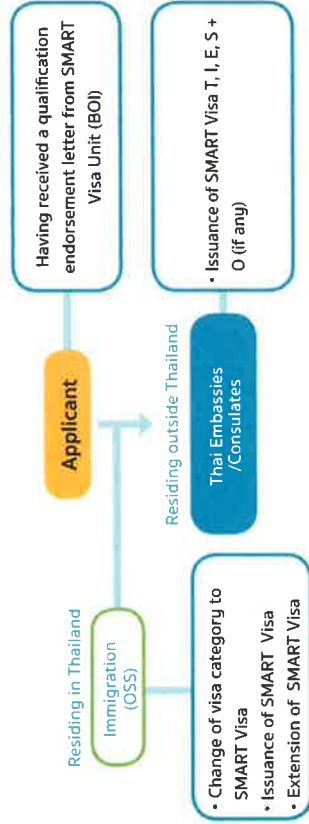 Applicant
Having received a qualification
endorsement letter from SMART
Visa Unit (BOI)
Residing in Thailand
Immigration
(OSS)
• Change of visa category to
SMART Visa
* Issuance of SMART Visa
• Extension of SMART Visa
Residing outside Thailand
Thai Embassies
/Consulates
• Issuance of SMART Visa T, I, E, S +
O (if any)